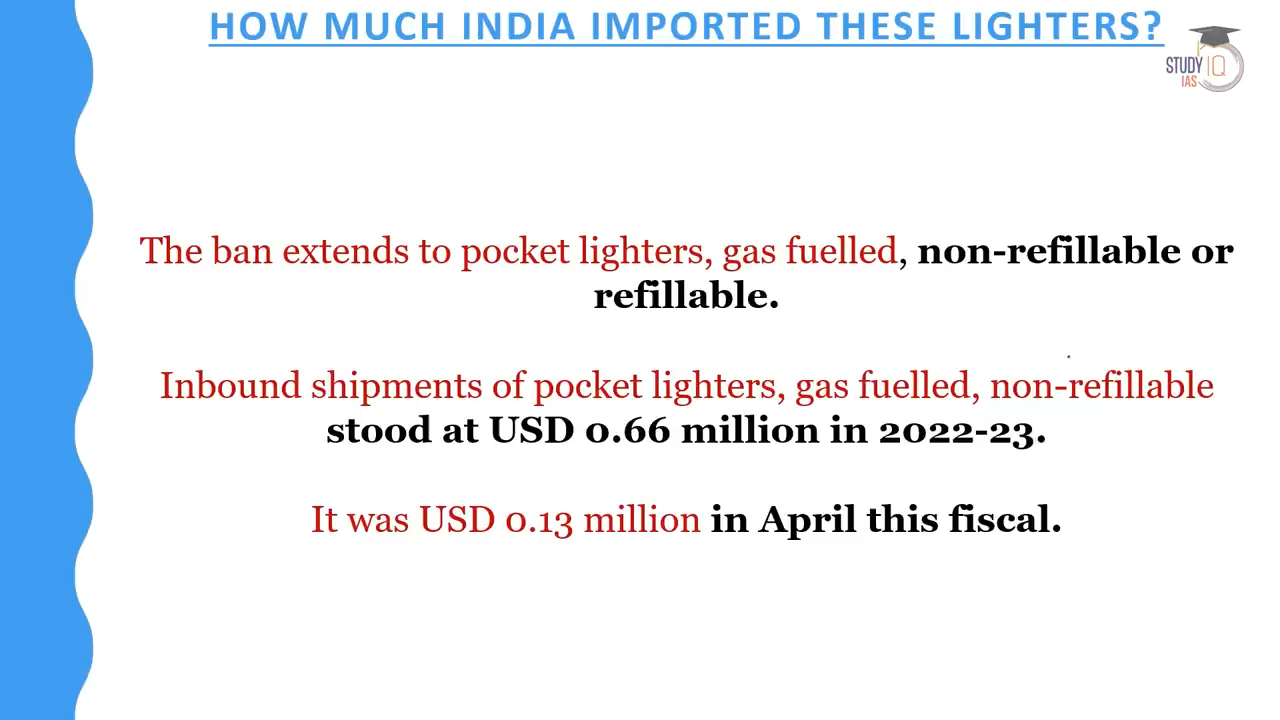 HOW MUCH INDIA IMPORTED THESE LIGHTERS?
STUDY IQ
IAS
The ban extends to pocket lighters, gas fuelled, non-refillable or
refillable.
Inbound shipments of pocket lighters, gas fuelled, non-refillable
stood at USD 0.66 million in 2022-23.
It was USD 0.13 million in April this fiscal.